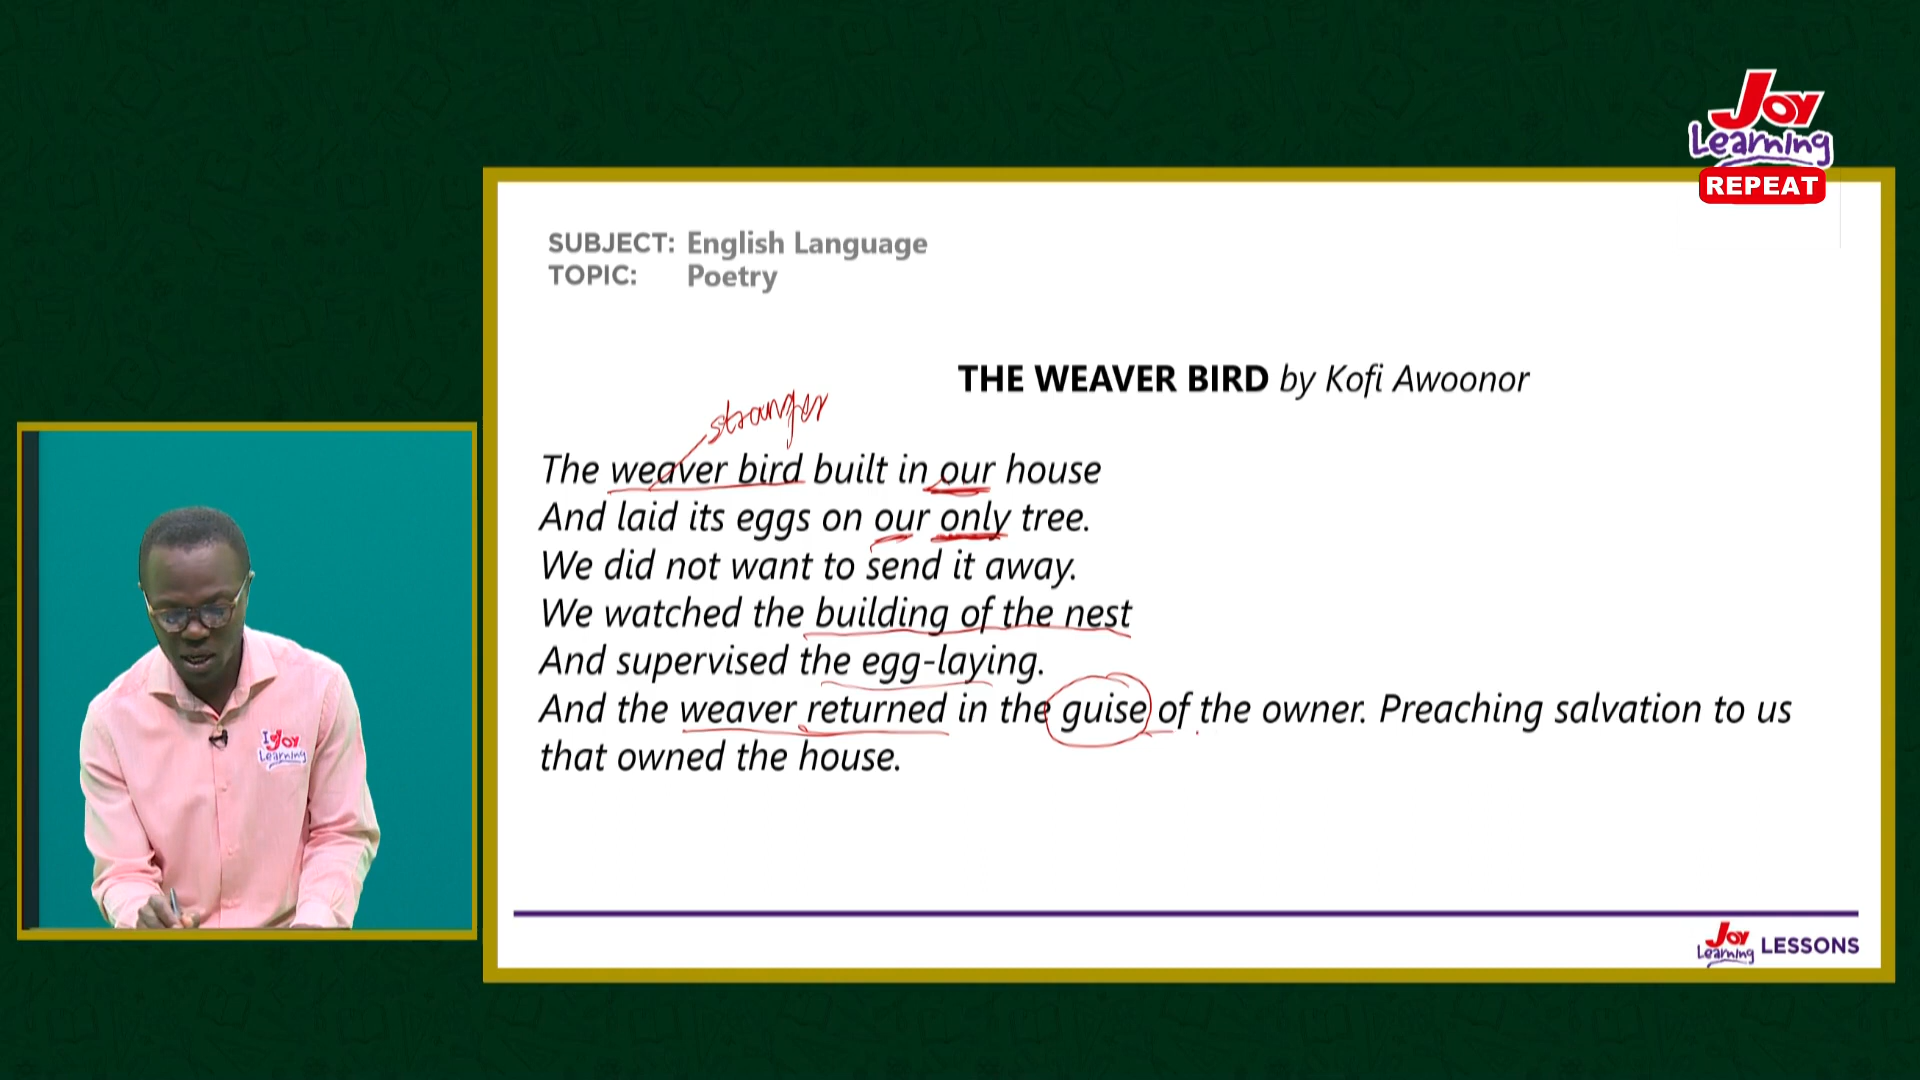 Joy
Learning
REPEAT
SUBJECT: English Language
TOPIC: Poetry
THE WEAVER BIRD by Kofi Awoonor
stranger
The weaver bird built in our house
And laid its eggs on our only tree.
We did not want to send it away.
We watched the building of the nest
And supervised the egg-laying.
And the weaver returned in the guise of the owner. Preaching salvation to us
that owned the house.
I Joy
Learning
Joy
Learning LESSONS